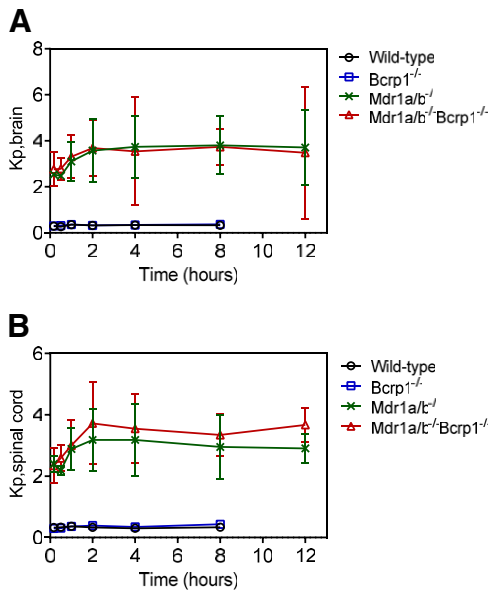 A
Kp,brain
8
6
4
2
0
0 2 4 6 8 10 12
Time (hours)
Wild-type
Bcrp1-/-
Mdr1a/b-/
Mdr1a/b-/-Bcrp1-/-
B
Kp,spinal cord
6
4
2
0
0 2 4 6 8 10 12
Time (hours)
Wild-type
Bcrp1-/-
Mdr1a/b-/
Mdr1a/b-/-Bcrp1-/-